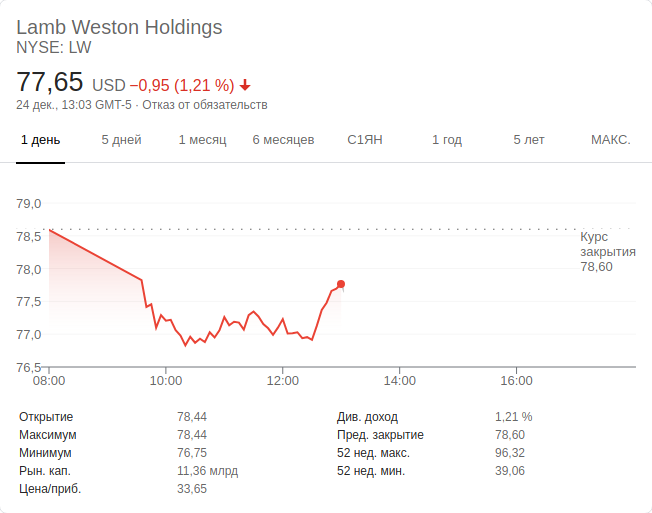 Lamb Weston Holdings
NYSE: LW
77,65 USD −0,95 (1,21 %)
24 дек., 13:03 GMT-5 · Отказ от обязательств
1 день 5 дней 1 месяц 6 месяцев С1ЯН 1 год 5 лет МАКС.
79,0
78,5
Курс
закрытия
78,60
78,0
77,5
77,0
76,5
08:00 10:00 12:00 14:00 16:00
Открытие 78,44 Див. доход 1,21 %
Максимум 78,44 Пред. закрытие 78,60
Минимум 76,75 52 нед. макс. 96,32
Рын. кап. 11,36 млрд 52 нед. мин. 39,06
Цена/приб. 33,65